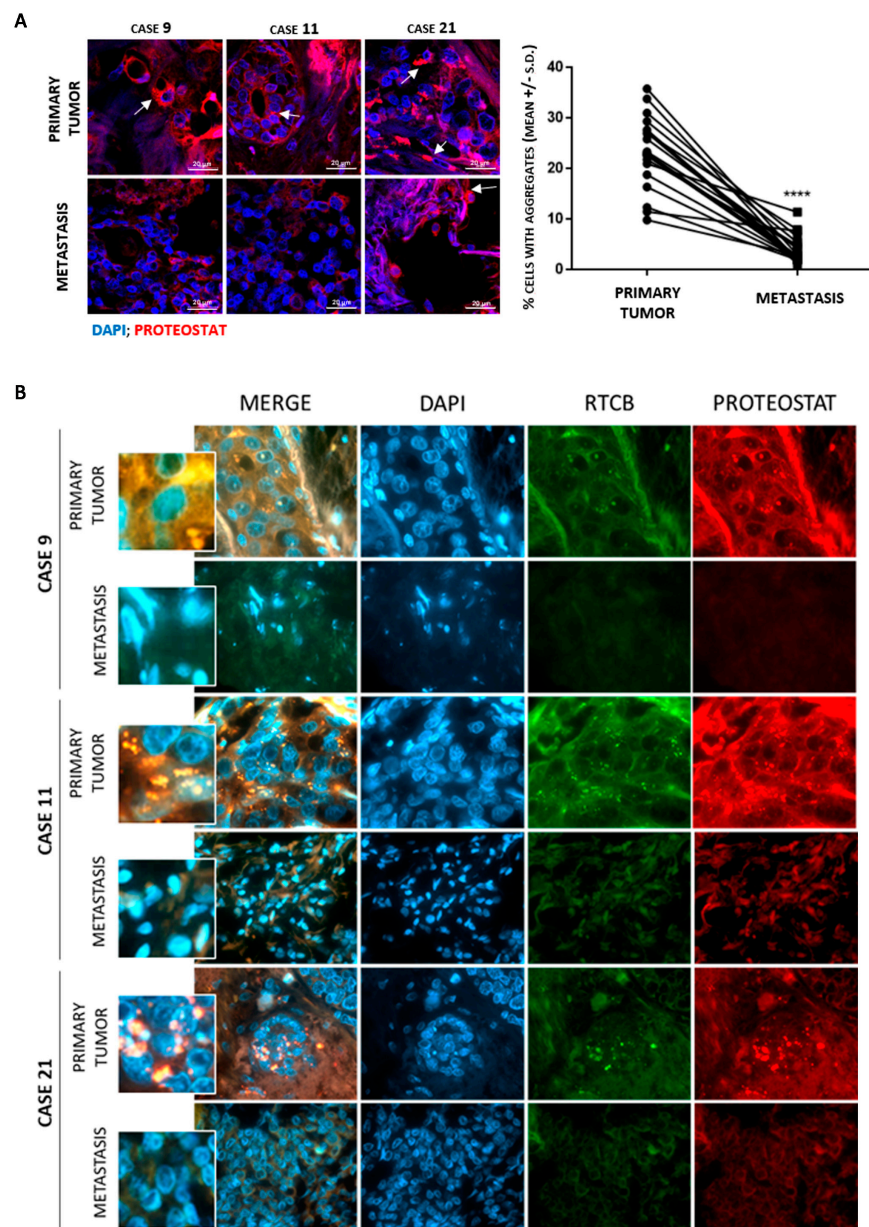 A
CASE 9
CASE 11
CASE 21
PRIMARY
TUMOR
20 μm
20 μm
20 μm
METASTASIS
20 μm
20 μm
20 μm
DAPI; PROTEOSTAT
% CELLS WITH AGGREGATES (MEAN +/- S.D.)
40
30
20
10
0
****
PRIMARY
TUMOR
METASTASIS
B
MERGE
DAPI
RTCB
PROTEOSTAT
CASE 9
PRIMARY
TUMOR
METASTASIS
CASE 11
PRIMARY
TUMOR
METASTASIS
CASE 21
PRIMARY
TUMOR
METASTASIS